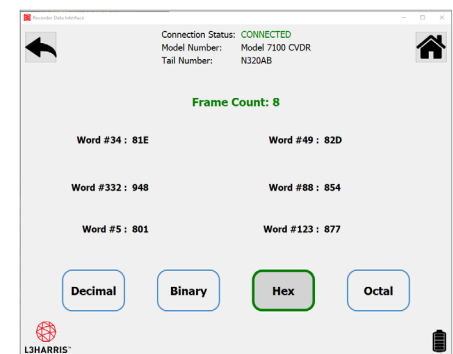 Recorder Data Interface
Connection Status: CONNECTED
Model Number: Model 7100 CVDR
Tail Number: N320AB
Frame Count: 8
Word #34 : 81E
Word #49 : 82D
Word #332 : 948
Word #88 : 854
Word #5 : 801
Word #123 : 877
Decimal
Binary
Hex
Octal
L3HARRIS™